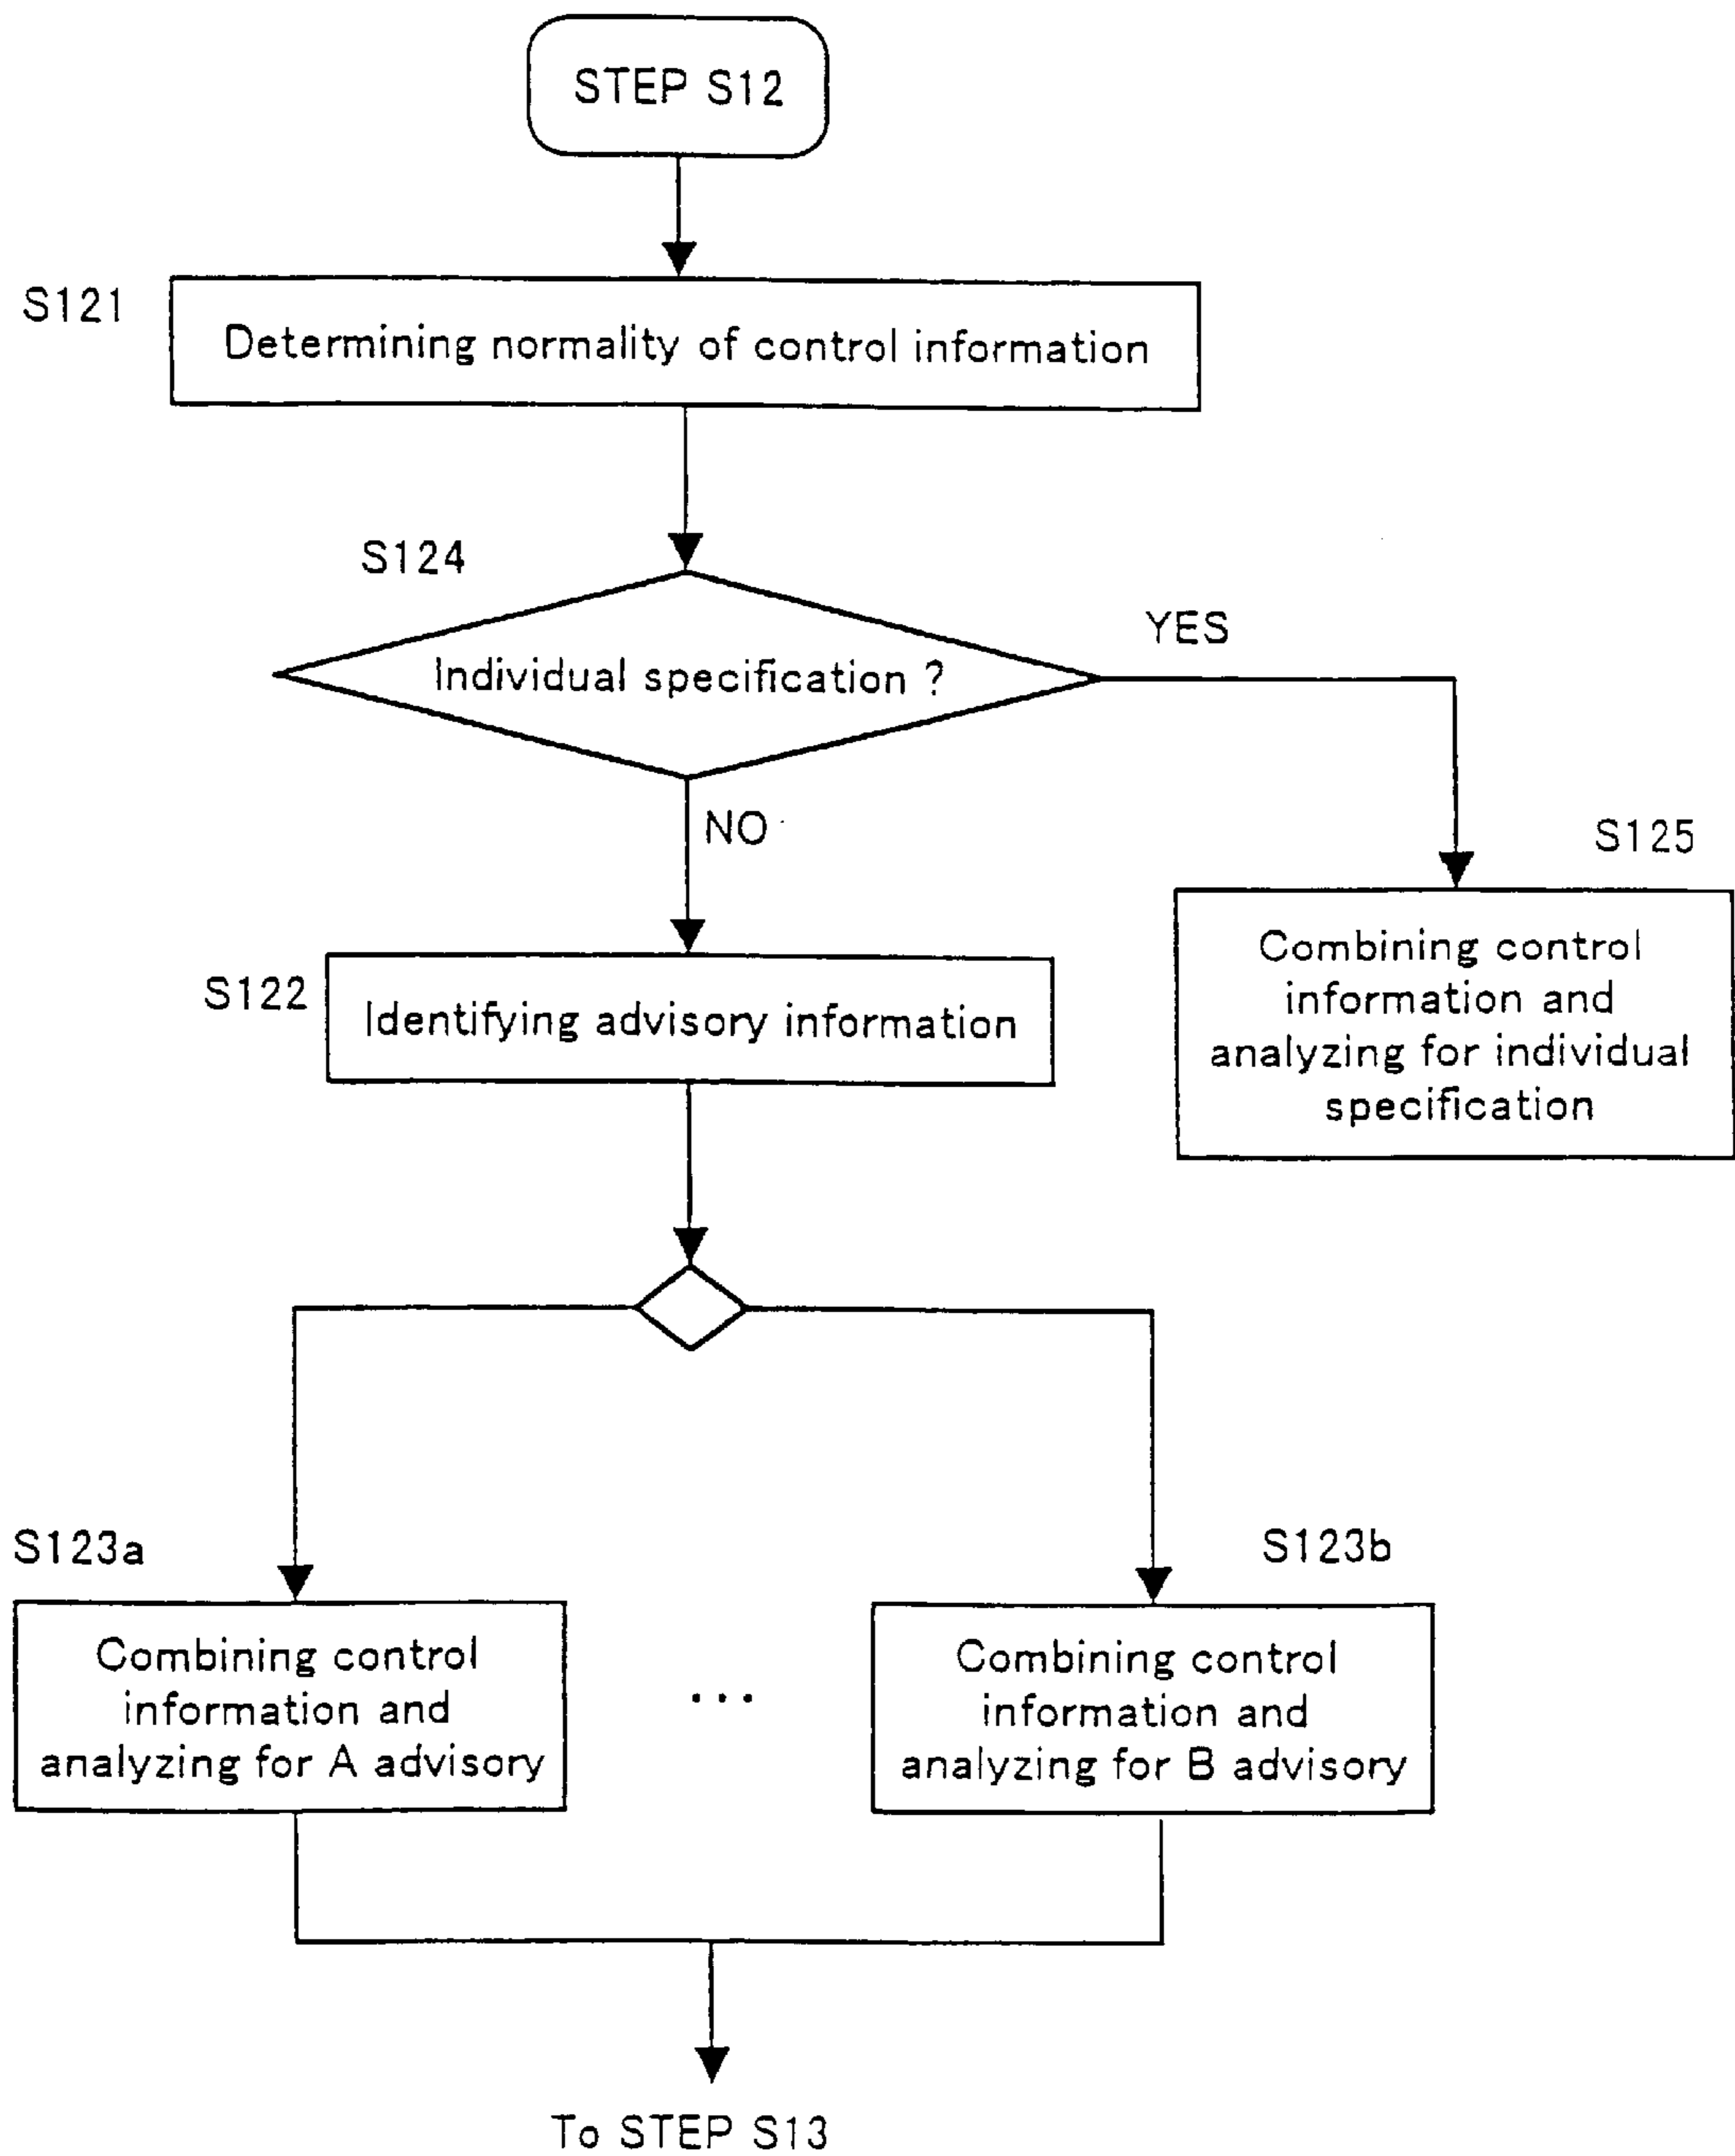 STEP S12
S121
Determining normality of control information
S124
Individual specification ?
YES
NO
S125
Combining control
information and
analyzing for individual
specification
S122
Identifying advisory information
S123a
Combining control
information and
analyzing for A advisory
...
S123b
Combining control
information and
analyzing for B advisory
To STEP S13